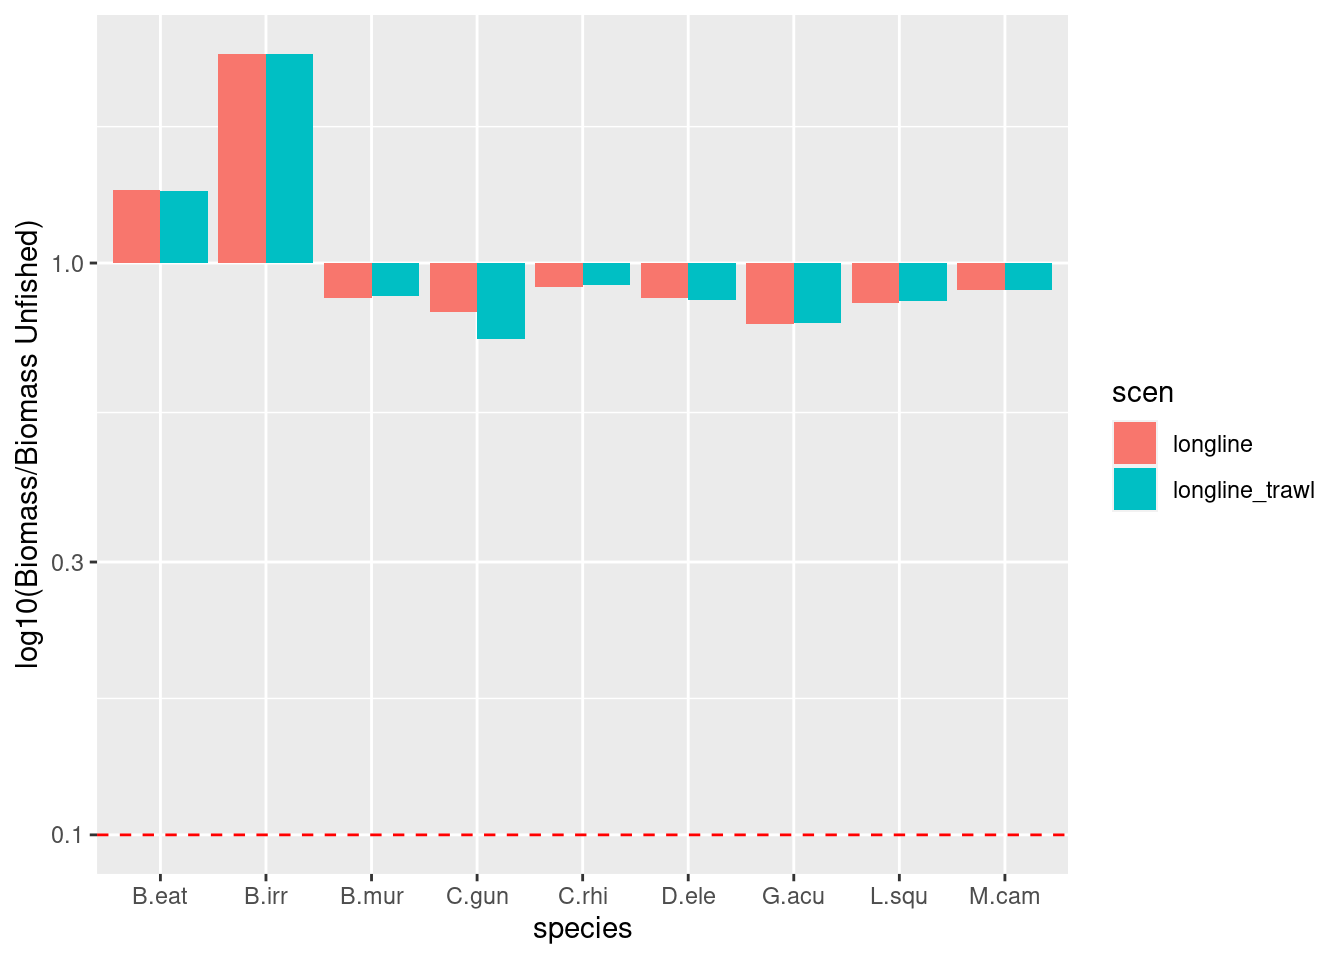 log10(Biomass/Biomass Unfished)
1.0
0.3
0.1
B.eat B.irr B.mur C.gun C.rhi D.ele G.acu L.squ M.cam
species
scen
longline
longline_trawl